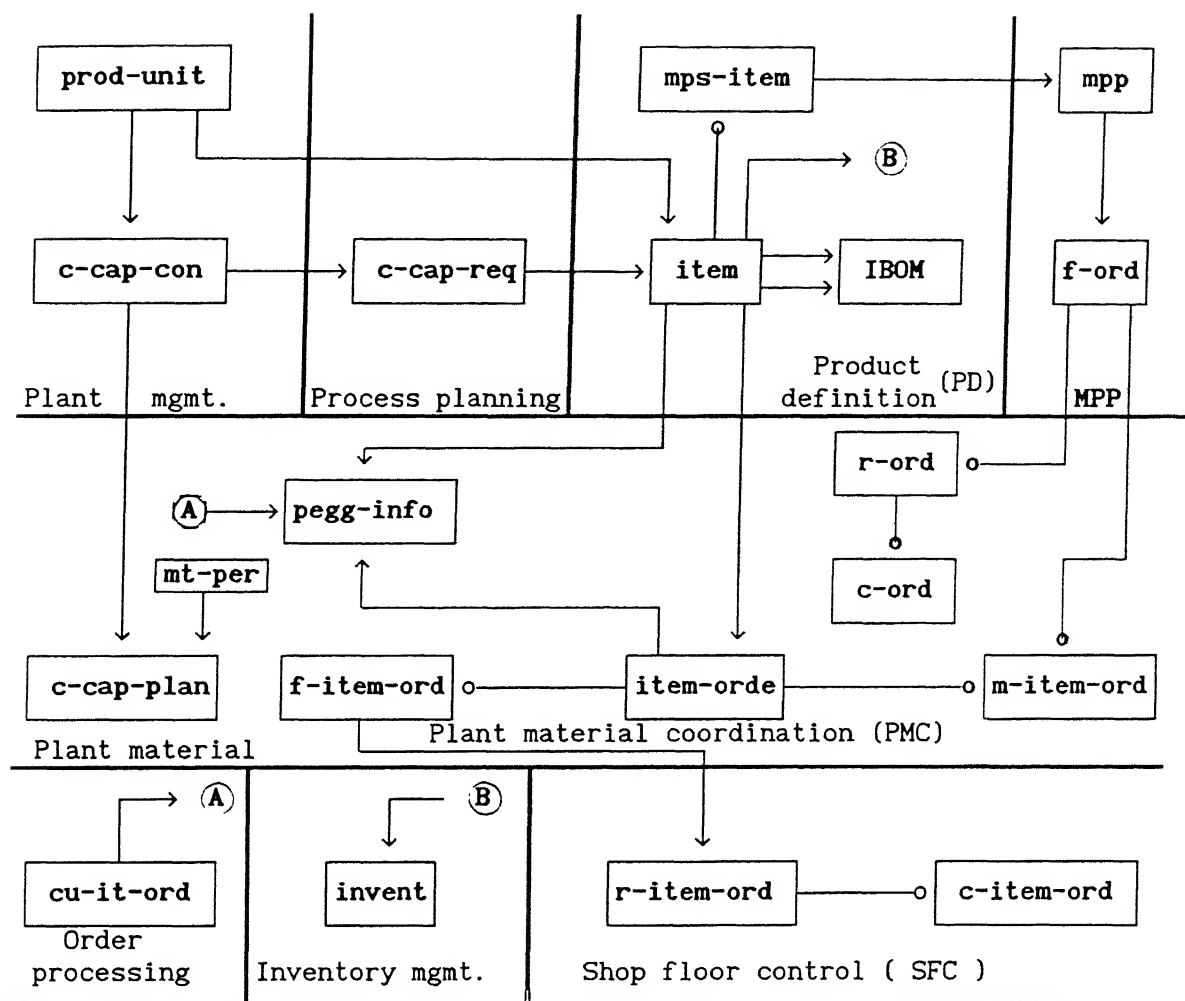 prod-unit
mps-item
mpp
B
c-cap-con
c-cap-req
item
IBOM
f-ord
Plant mgmt.
Process planning
Product
definition (PD)
MPP
r-ord
A
pegg-info
mt-per
c-ord
c-cap-plan
f-item-ord
item-orde
m-item-ord
Plant material
Plant material coordination (PMC)
A
B
cu-it-ord
invent
r-item-ord
c-item-ord
Order
processing
Inventory mgmt.
Shop floor control ( SFC )